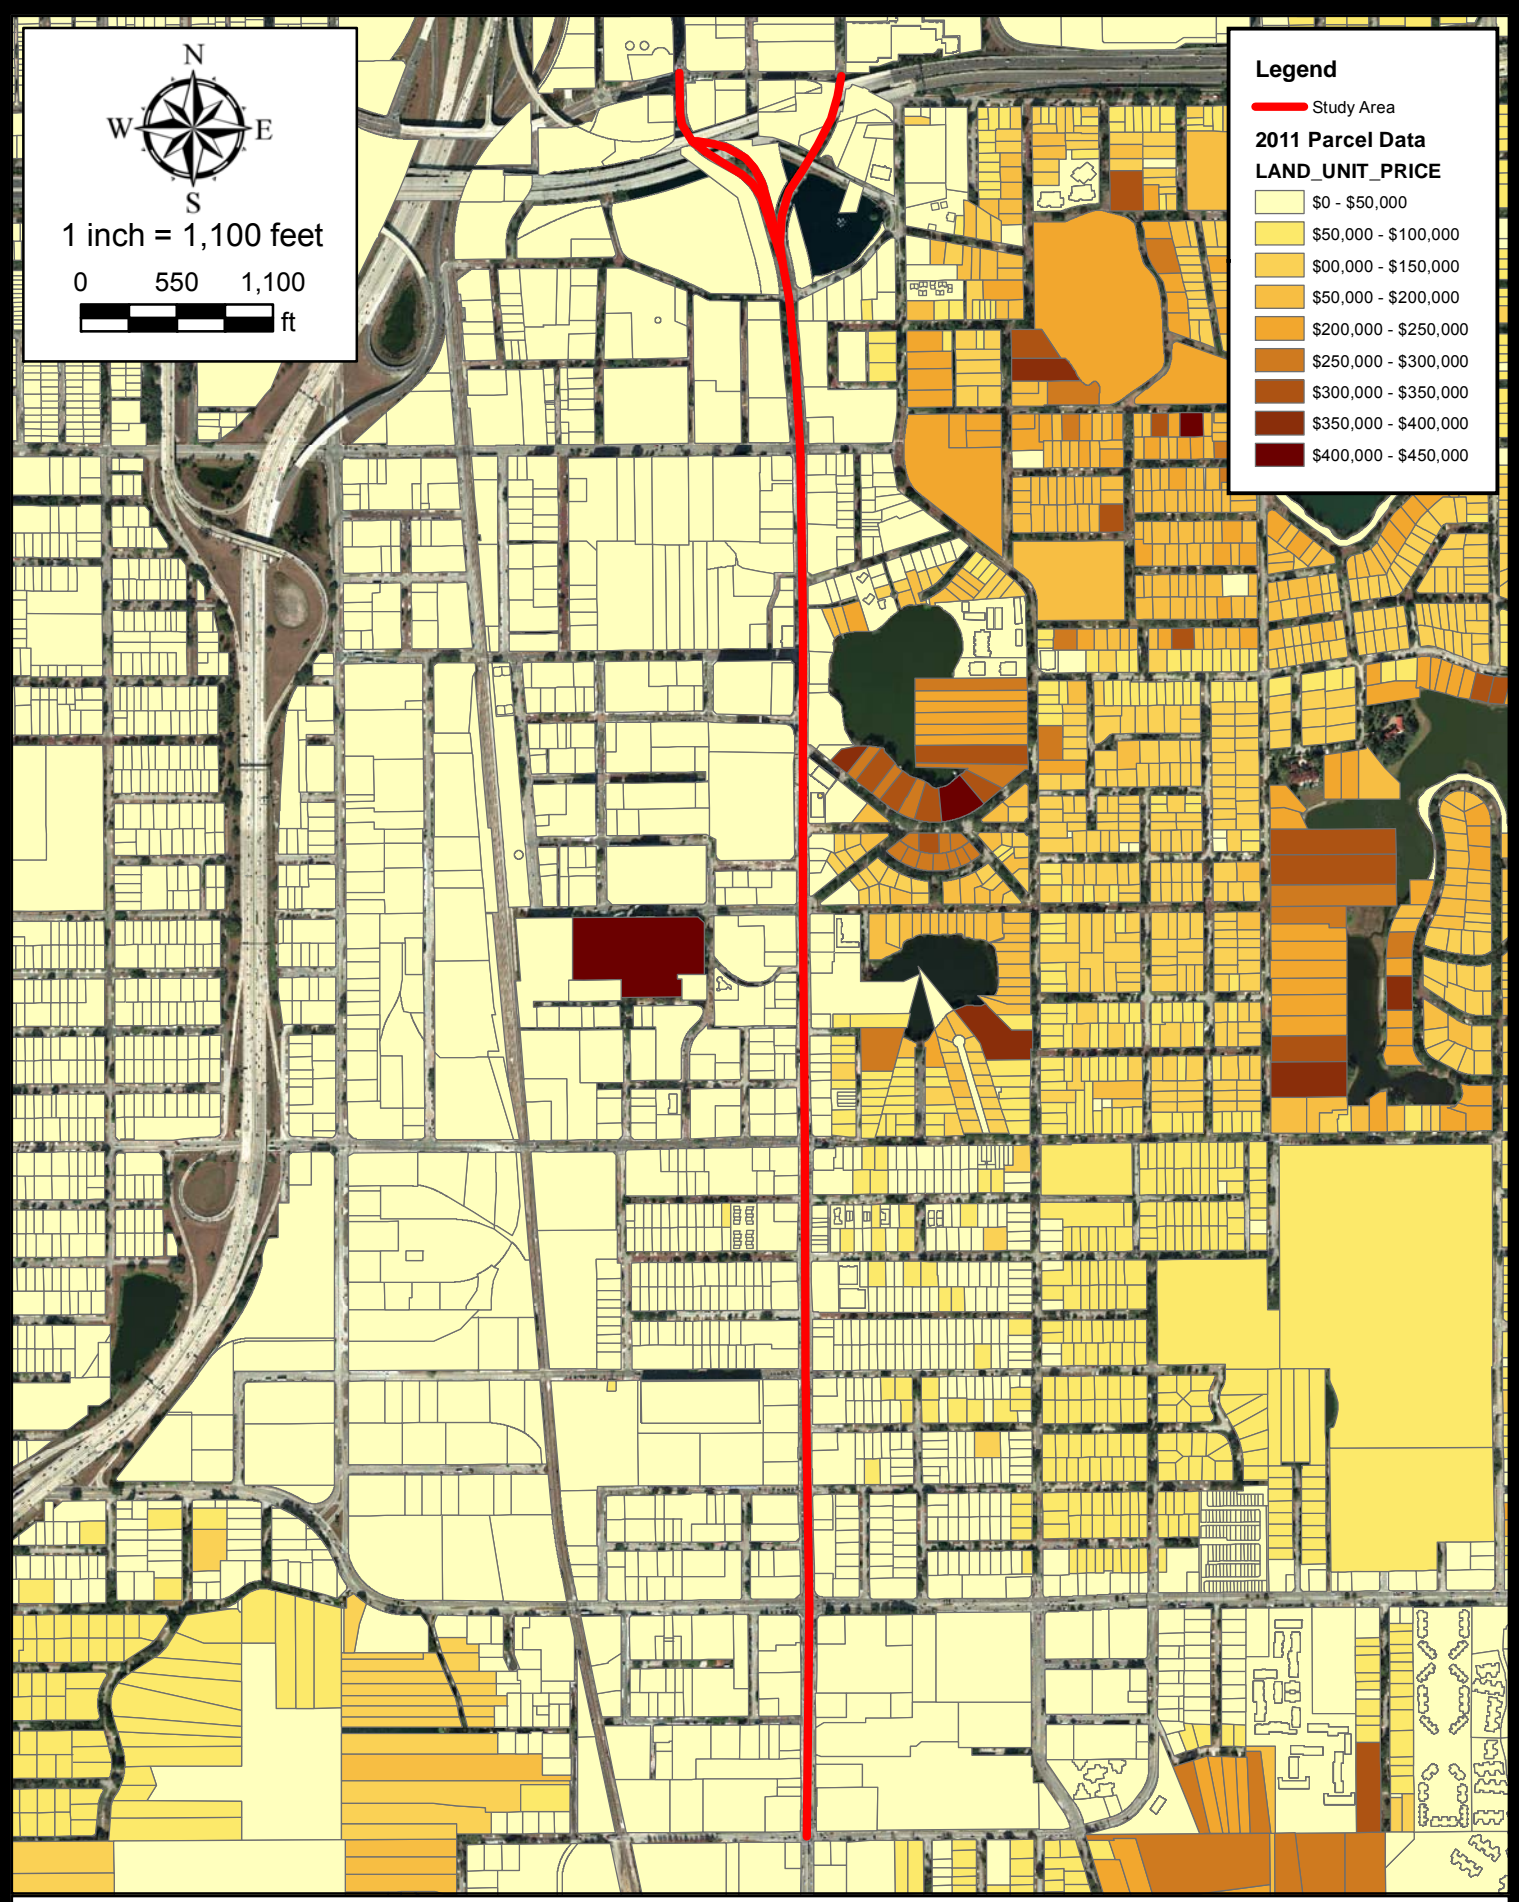 N
W E
S
1 inch = 1,100 feet
0 550 1,100
ft
Legend
Study Area
2011 Parcel Data
LAND_UNIT_PRICE
$0 - $50,000
$50,000 - $100,000
$00,000 - $150,000
$50,000 - $200,000
$200,000 - $250,000
$250,000 - $300,000
$300,000 - $350,000
$350,000 - $400,000
$400,000 - $450,000